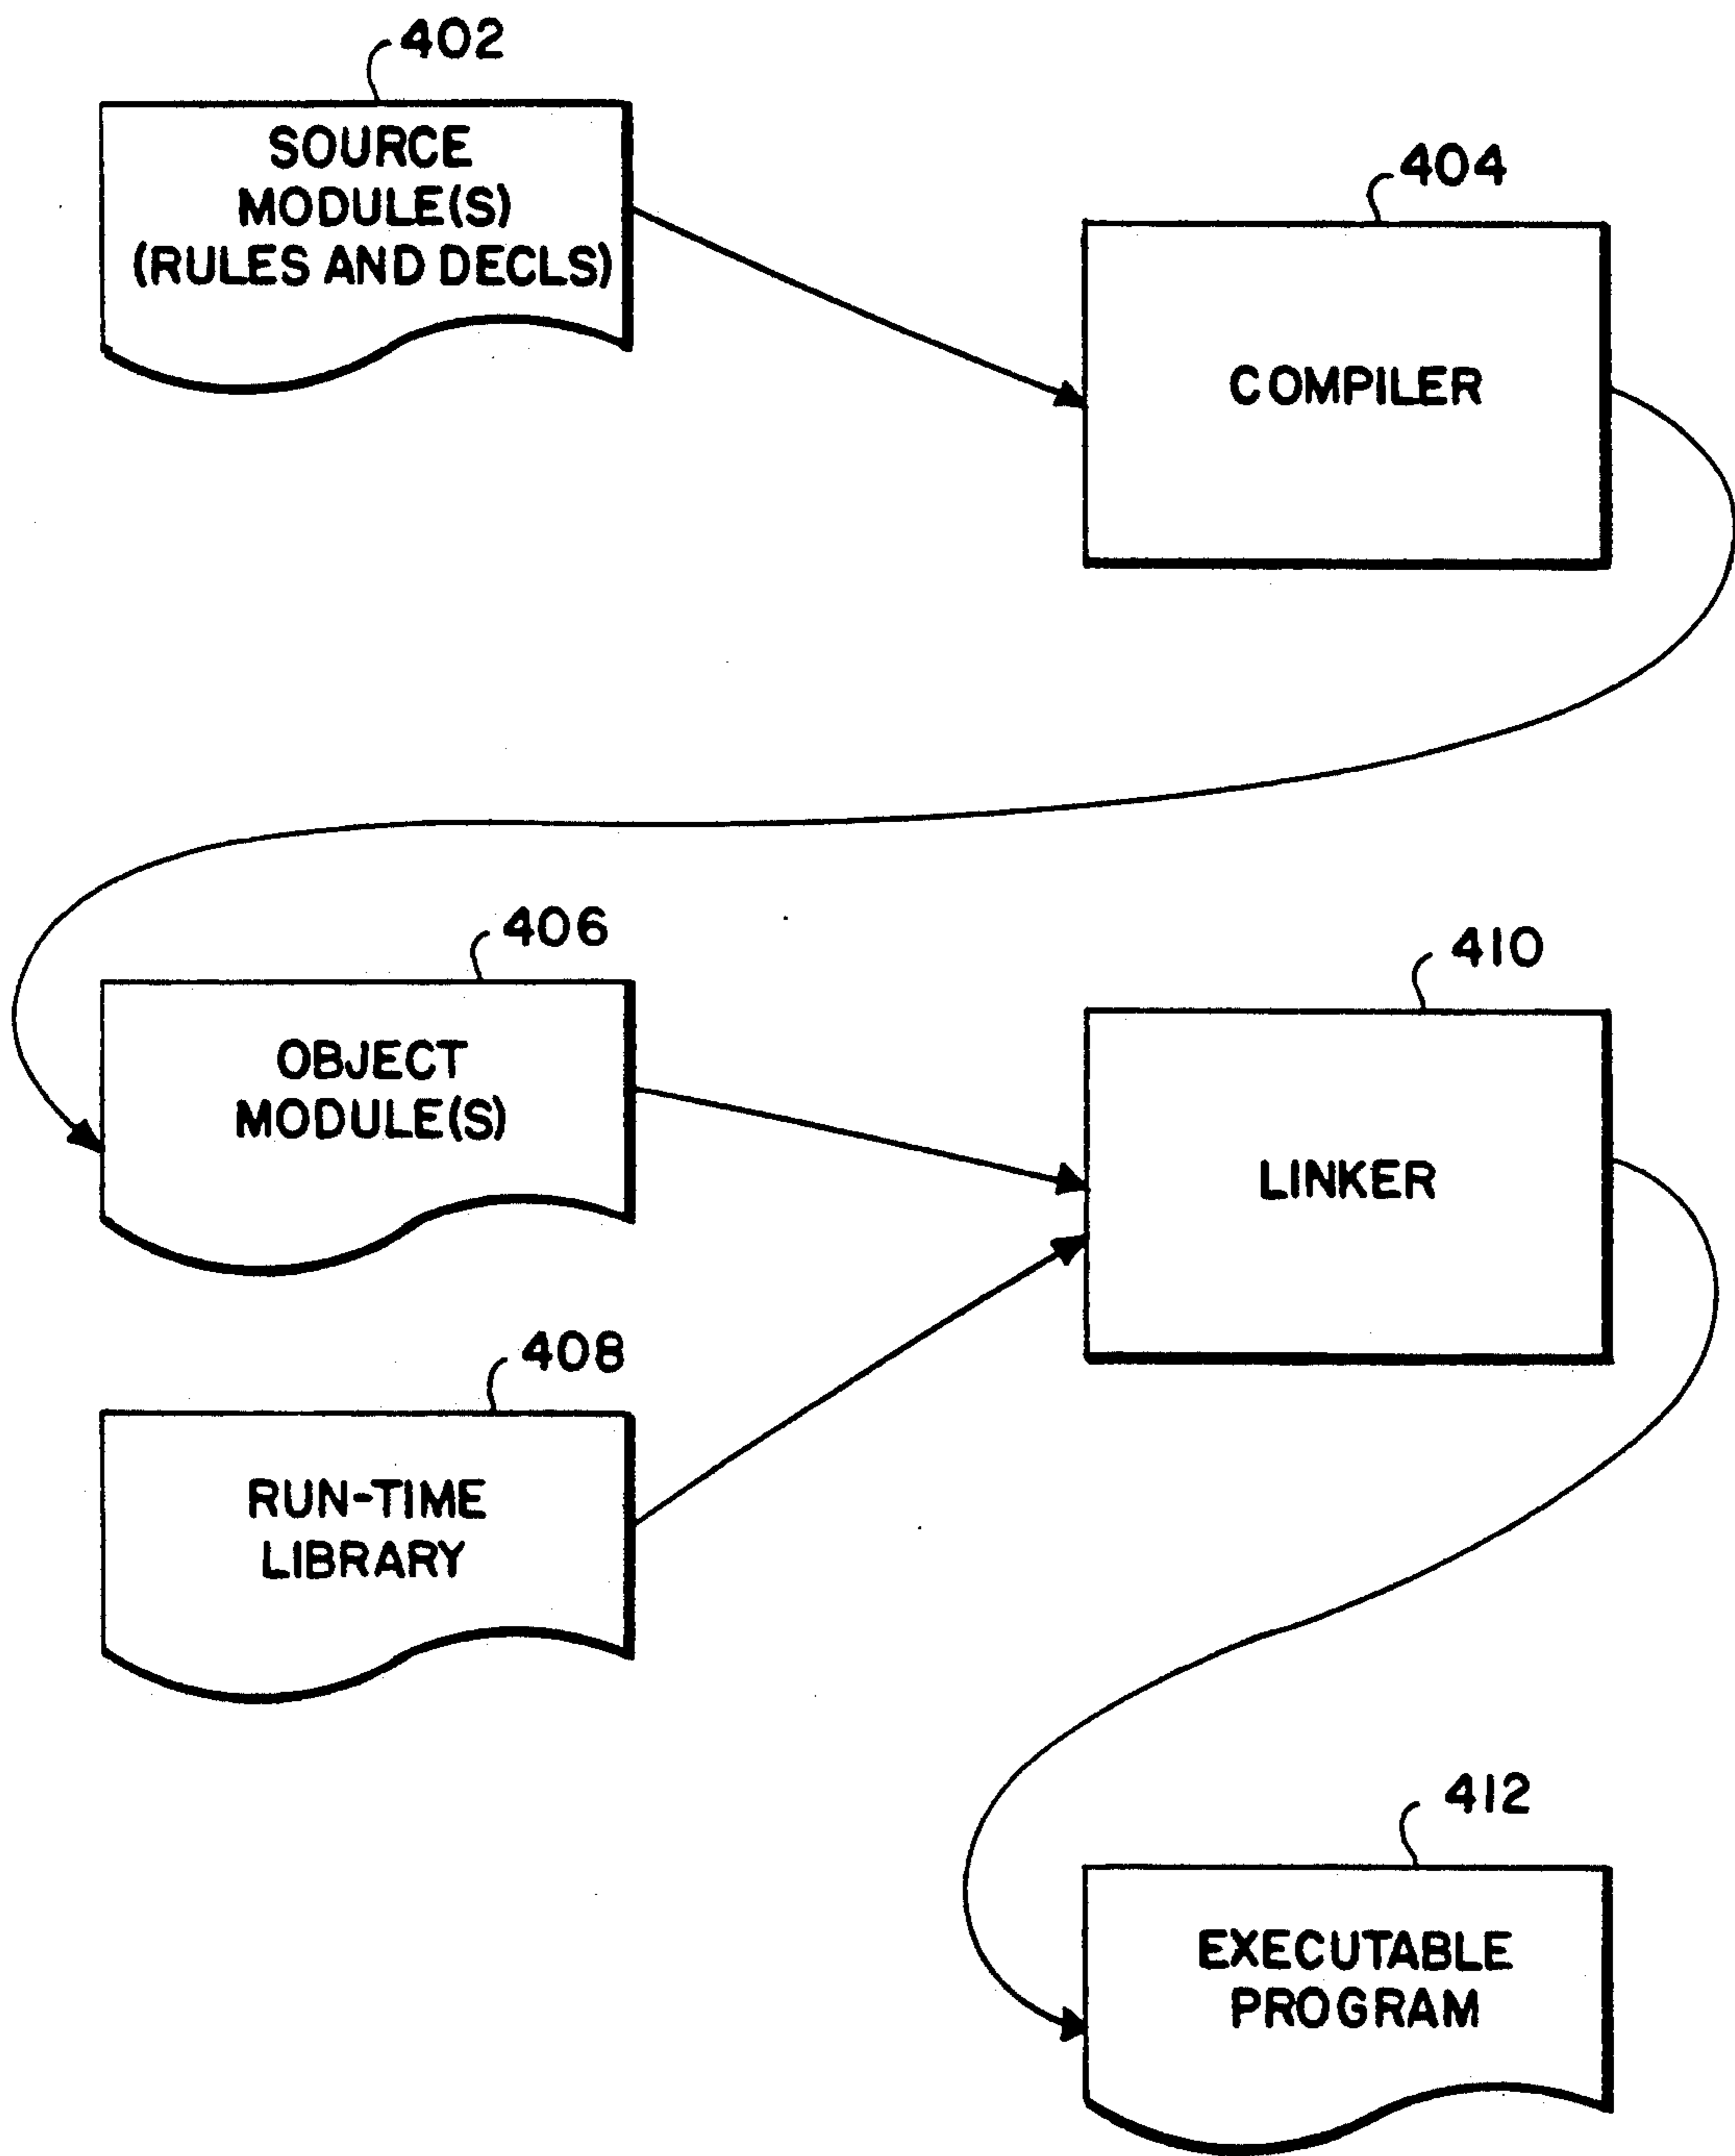 402
SOURCE
MODULE(S)
(RULES AND DECLS)
404
COMPILER
406
OBJECT
MODULE(S)
410
LINKER
408
RUN-TIME
LIBRARY
412
EXECUTABLE
PROGRAM